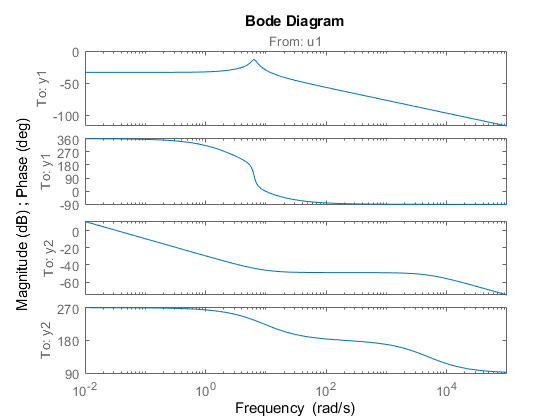 Bode Diagram
From: u1
Magnitude (dB) ; Phase (deg)
To: y1
0
-50
-100
To: y1
360
270
180
90
0
-90
To: y2
0
-20
-40
-60
To: y2
270
180
90
10^-2 10^0 10^2 10^4
Frequency (rad/s)